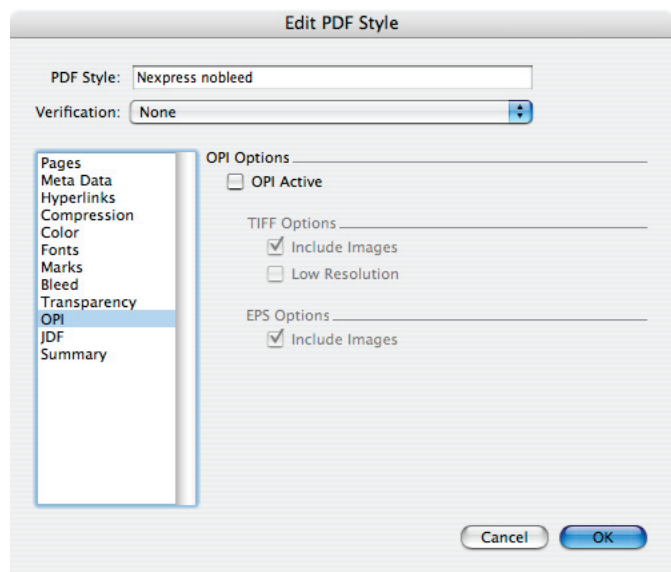 Edit PDF Style
PDF Style: Nexpress nobleed
Verification: None
Pages
Meta Data
Hyperlinks
Compression
Color
Fonts
Marks
Bleed
Transparency
OPI
JDF
Summary
OPI Options
OPI Active
TIFF Options
Include Images
Low Resolution
EPS Options
Include Images
Cancel OK